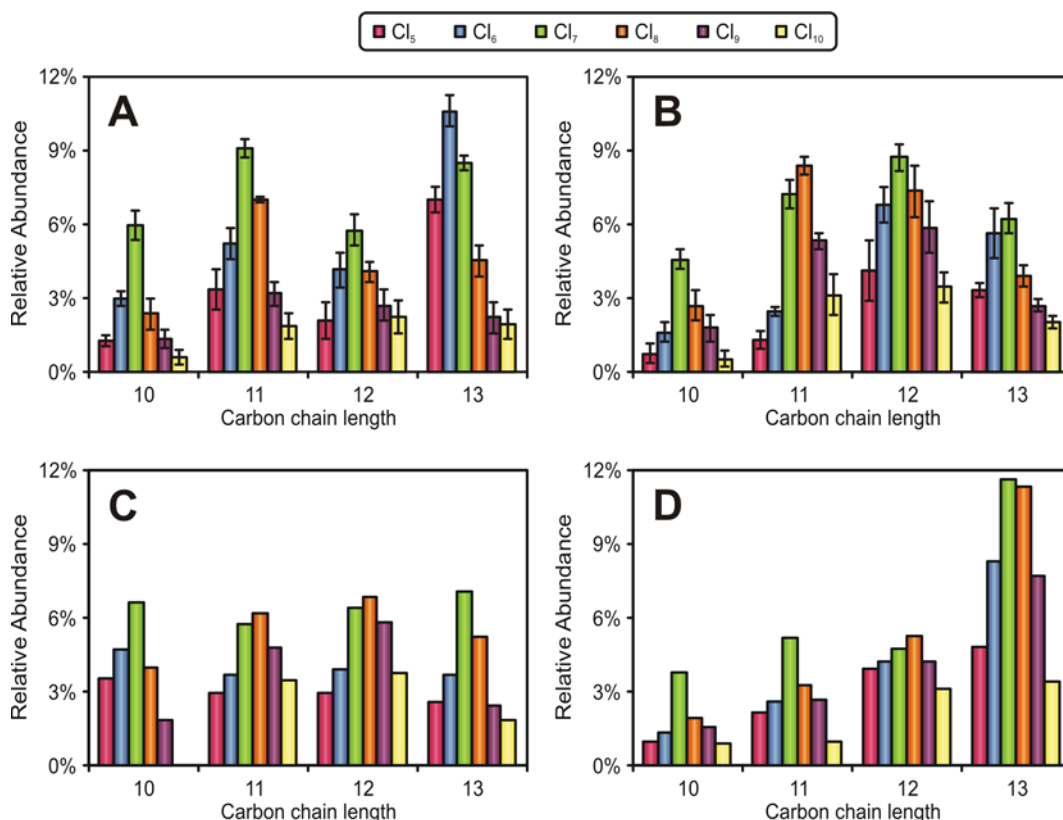 Cl₅ Cl₆ Cl₇ Cl₈ Cl₉ Cl₁₀
A
Relative Abundance
12%
9%
6%
3%
0%
10 11 12 13
Carbon chain length
B
Relative Abundance
12%
9%
6%
3%
0%
10 11 12 13
Carbon chain length
C
Relative Abundance
12%
9%
6%
3%
0%
10 11 12 13
Carbon chain length
D
Relative Abundance
12%
9%
6%
3%
0%
10 11 12 13
Carbon chain length